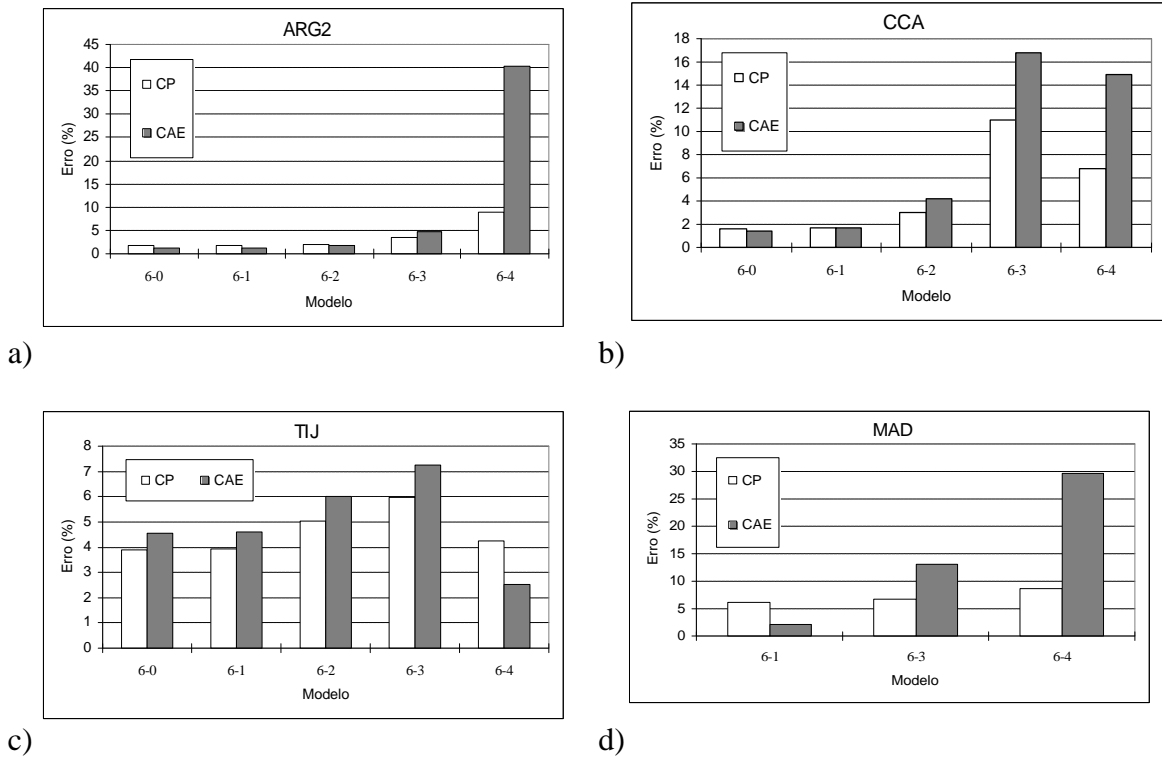 ARG2
45
40
35
30
25
20
15
10
5
0
Erro (%)
CP
CAE
6-0 6-1 6-2 6-3 6-4
Modelo
a)
CCA
18
16
14
12
10
8
6
4
2
0
Erro (%)
CP
CAE
6-0 6-1 6-2 6-3 6-4
Modelo
b)
TIJ
8
7
6
5
4
3
2
1
0
Erro (%)
CP CAE
6-0 6-1 6-2 6-3 6-4
Modelo
c)
MAD
35
30
25
20
15
10
5
0
Erro (%)
CP
CAE
6-1 6-3 6-4
Modelo
d)